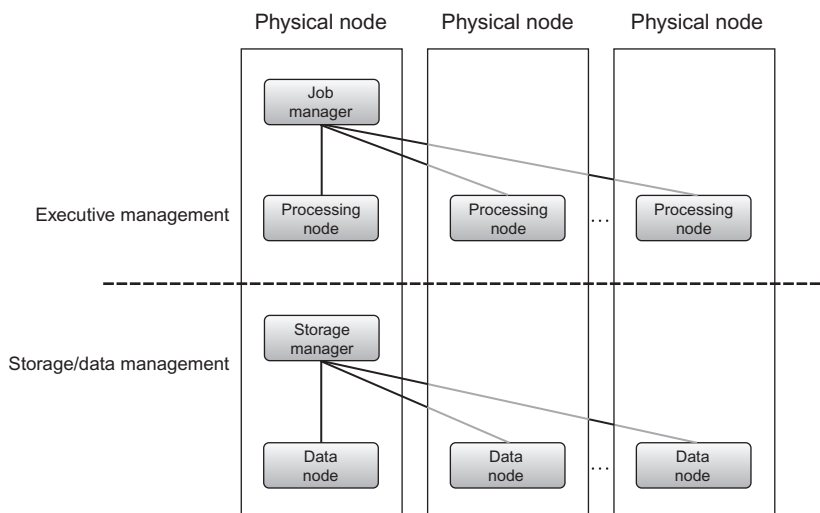 Physical node
Physical node
Physical node
Job
manager
Executive management
Processing
node
Processing
node
...
Processing
node
Storage
manager
Storage/data management
Data
node
Data
node
...
Data
node